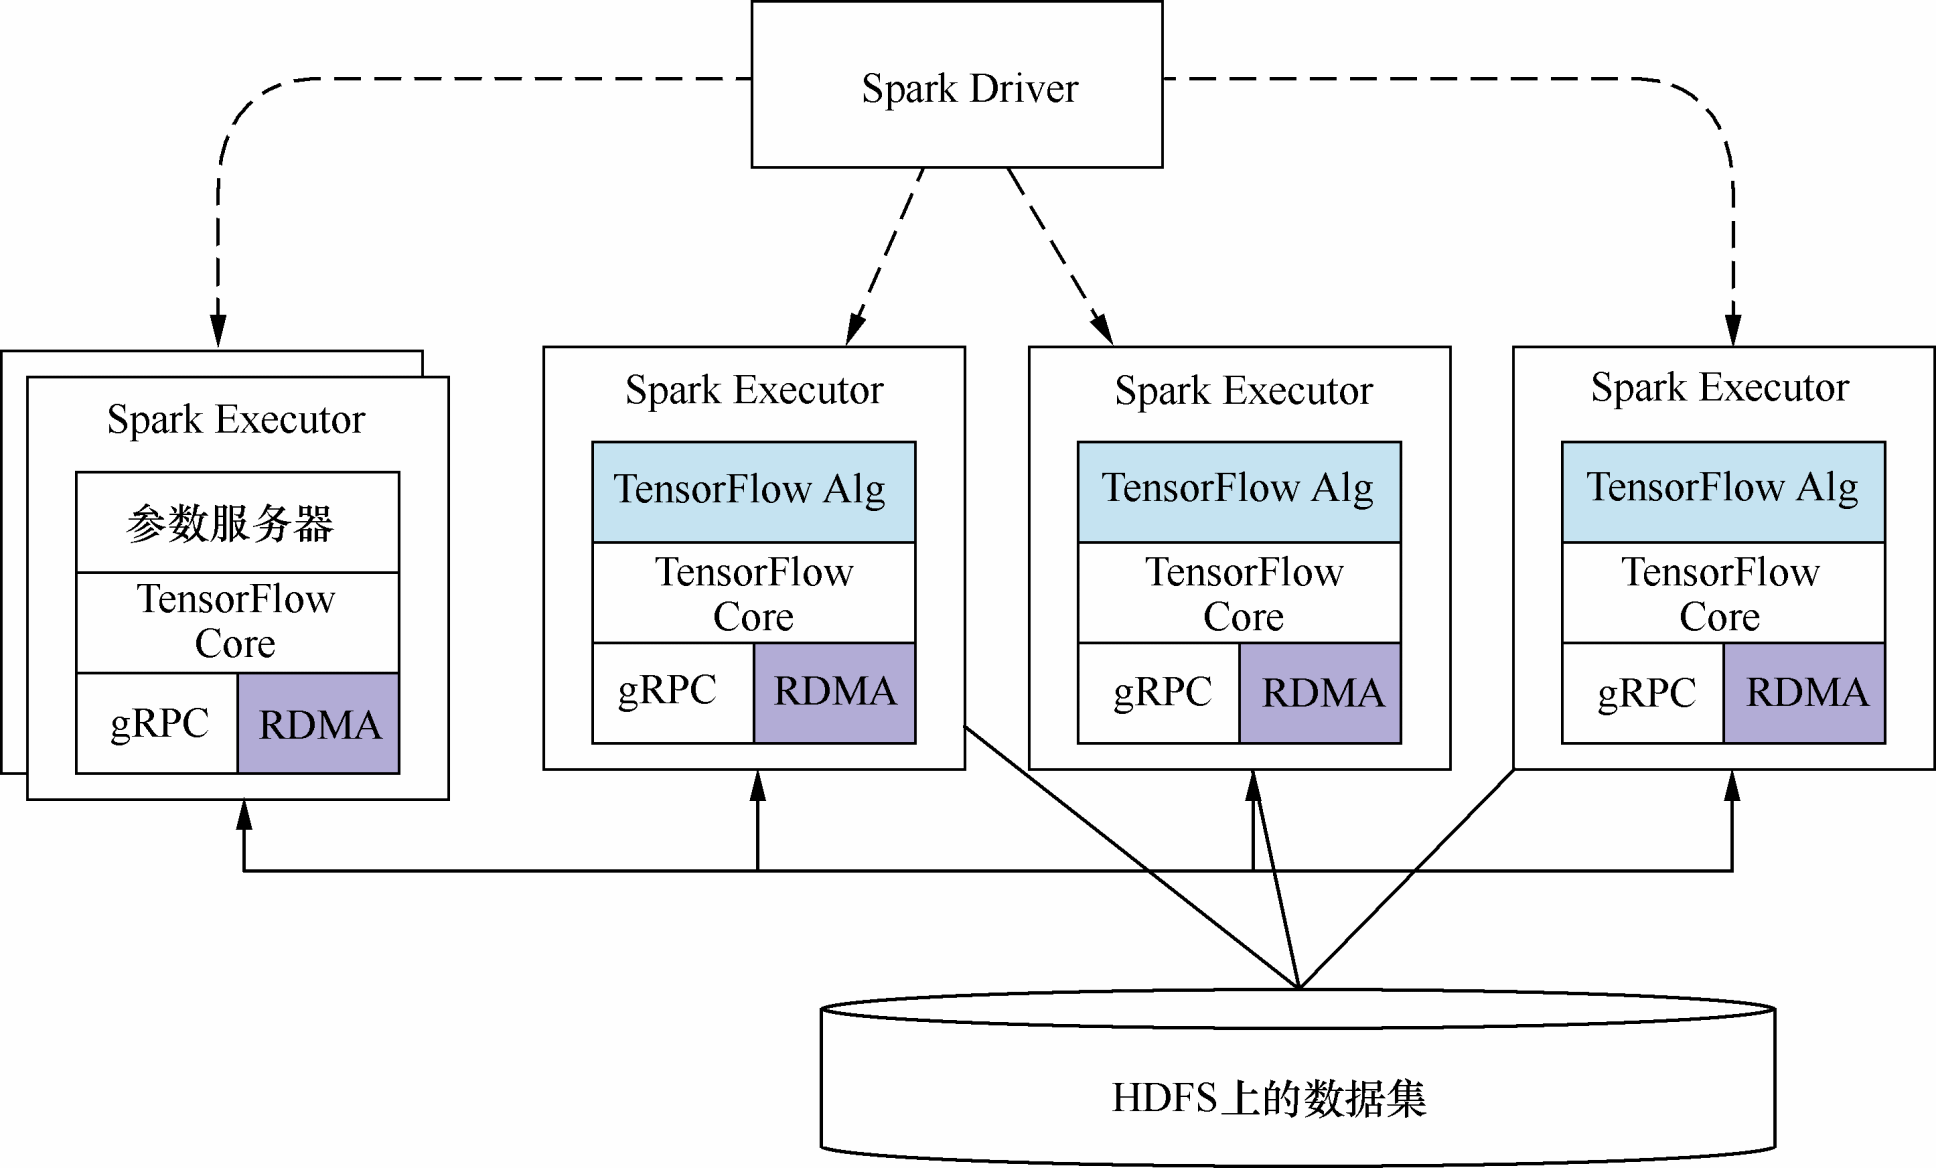 Spark Driver
Spark Executor
参数服务器
TensorFlow
Core
gRPC
RDMA
Spark Executor
TensorFlow Alg
TensorFlow
Core
gRPC
RDMA
Spark Executor
TensorFlow Alg
TensorFlow
Core
gRPC
RDMA
Spark Executor
TensorFlow Alg
TensorFlow
Core
gRPC
RDMA
HDFS上的数据集